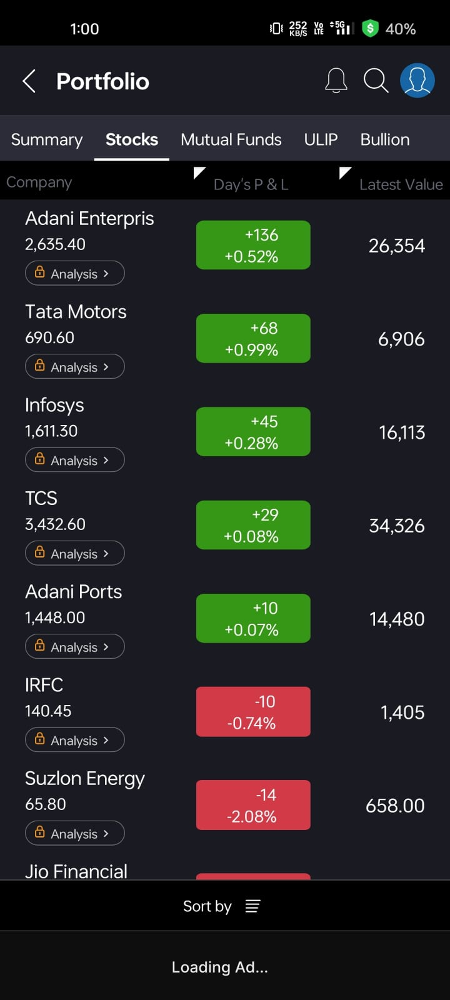 1:00
252 KB/S Vo LTE 5G $ 40%
Portfolio
Summary Stocks Mutual Funds ULIP Bullion
Company Day's P & L Latest Value
Adani Enterpris
2,635.40
Analysis >
+136
+0.52%
26,354
Tata Motors
690.60
Analysis >
+68
+0.99%
6,906
Infosys
1,611.30
Analysis >
+45
+0.28%
16,113
TCS
3,432.60
Analysis >
+29
+0.08%
34,326
Adani Ports
1,448.00
Analysis >
+10
+0.07%
14,480
IRFC
140.45
Analysis >
-10
-0.74%
1,405
Suzlon Energy
65.80
Analysis >
-14
-2.08%
658.00
Jio Financial
Sort by
Loading Ad...